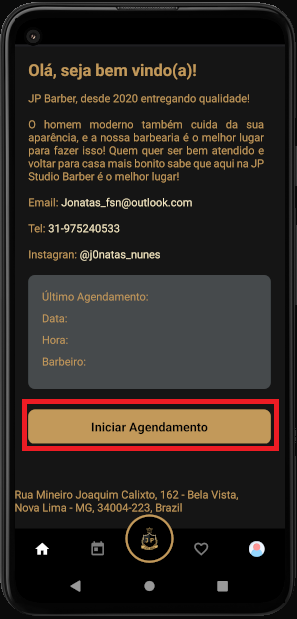 Olá, seja bem vindo(a)!
JP Barber, desde 2020 entregando qualidade!
O homem moderno também cuida da sua
aparência, e a nossa barbearia é o melhor lugar
para fazer isso! Quem quer ser bem atendido e
voltar para casa mais bonito sabe que aqui na JP
Studio Barber é o melhor lugar!
Email: Jonatas_fsn@outlook.com
Tel: 31-975240533
Instagran: @j0natas_nunes
Último Agendamento:
Data:
Hora:
Barbeiro:
Iniciar Agendamento
Rua Mineiro Joaquim Calixto, 162 - Bela Vista,
Nova Lima - MG, 34004-223, Brazil
JP